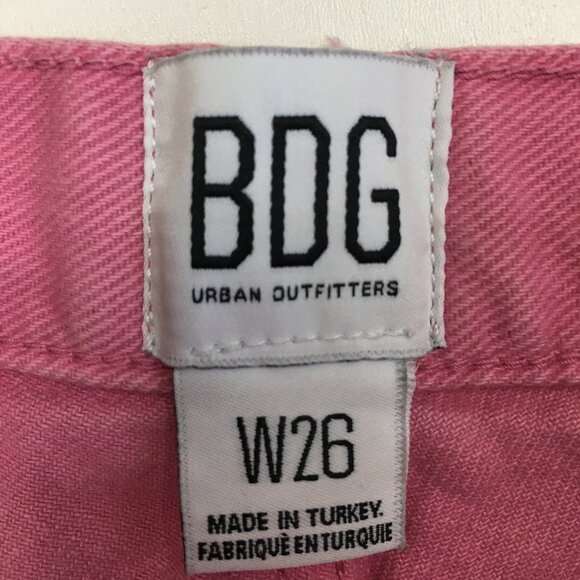 BDG
URBAN OUTFITTERS
W26
MADE IN TURKEY.
FABRIQUÈ EN TURQUIE